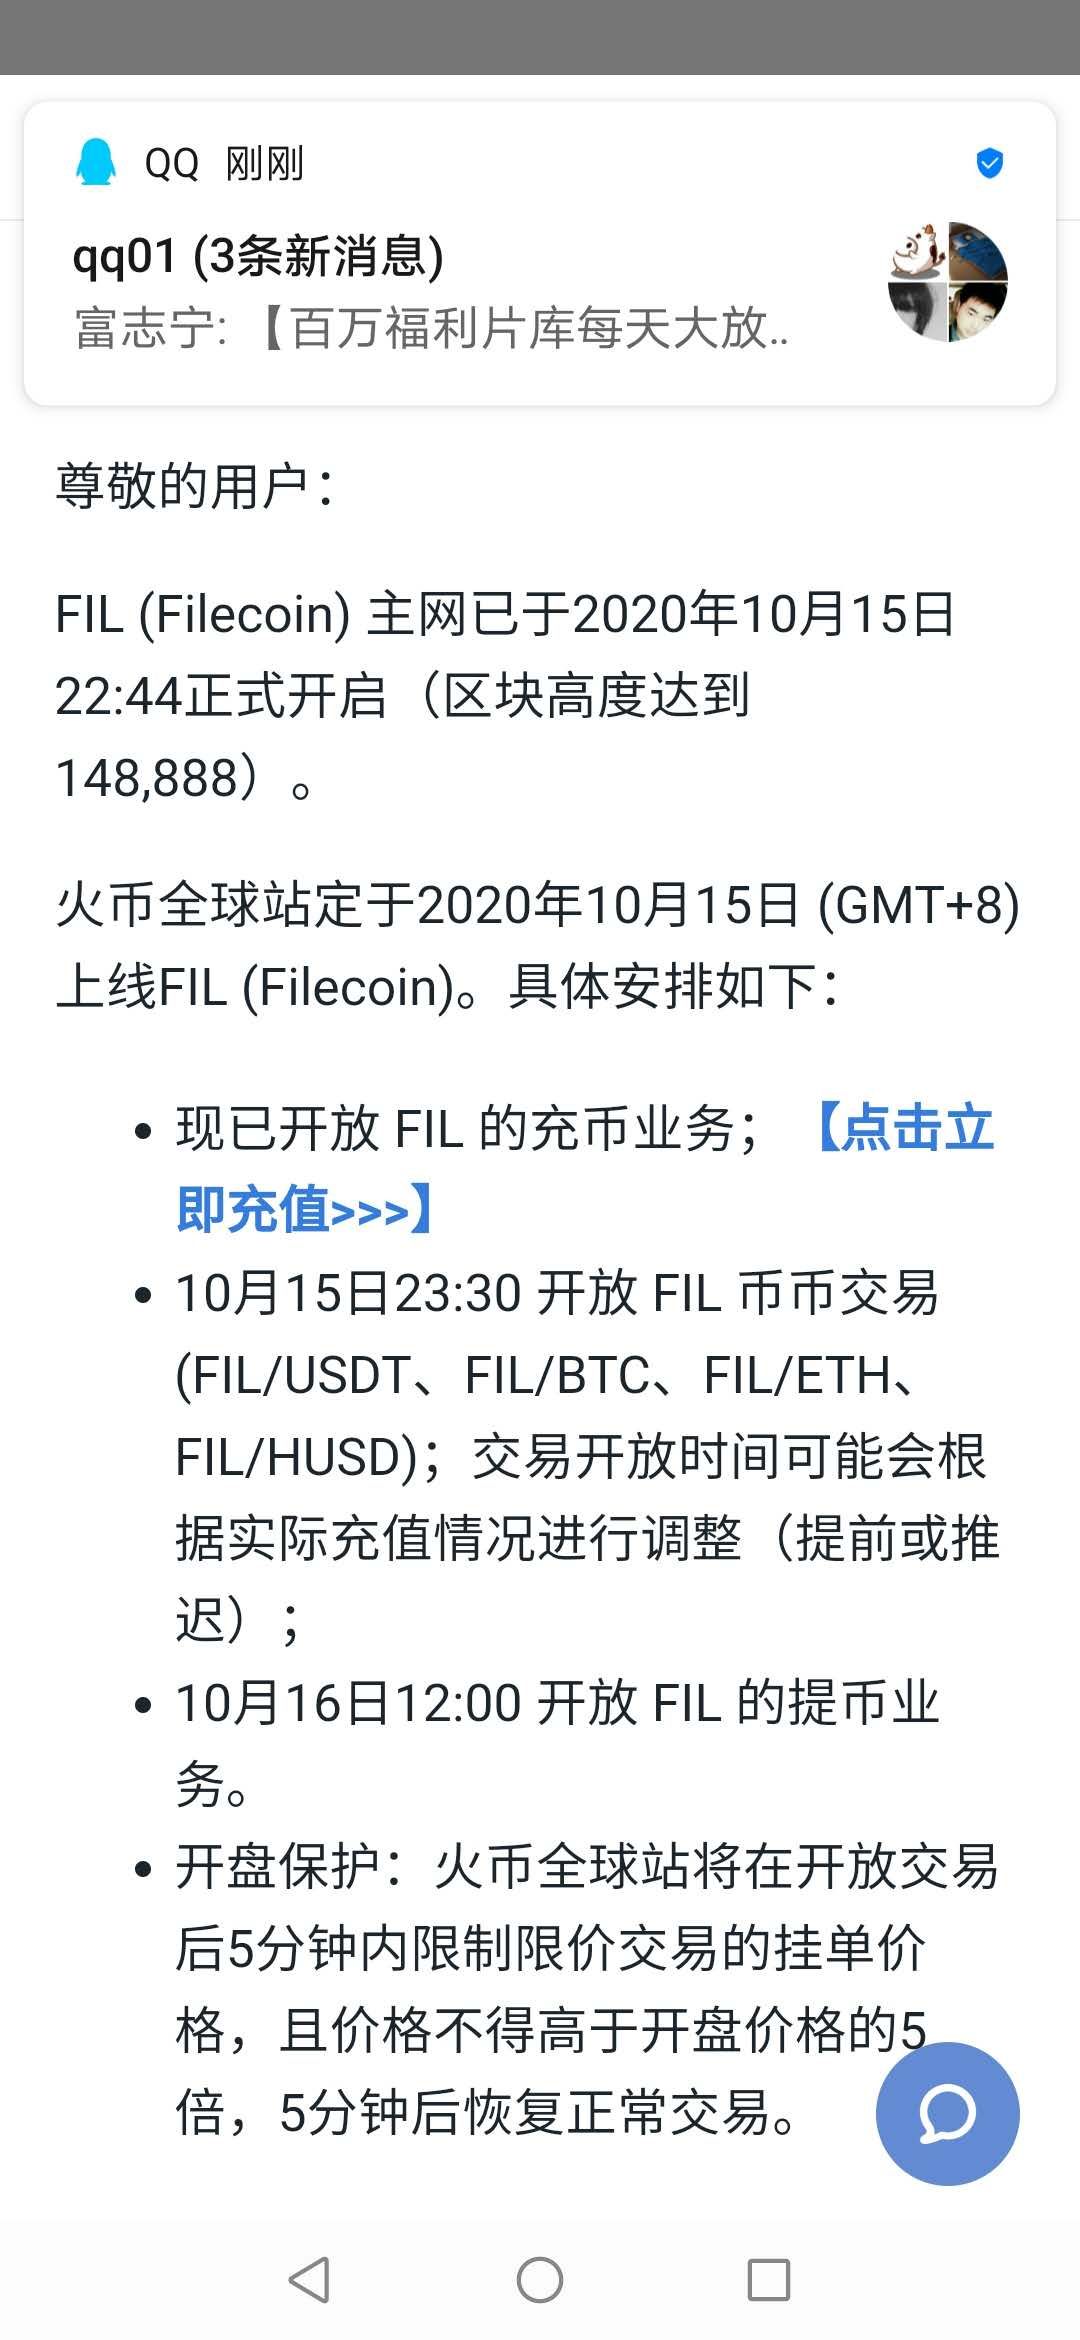 QQ 刚刚
qq01 (3条新消息)
富志宁: 【百万福利片库每天大放..
尊敬的用户：
FIL (Filecoin) 主网已于2020年10月15日
22:44正式开启（区块高度达到
148,888）。
火币全球站定于2020年10月15日 (GMT+8)
上线FIL (Filecoin)。具体安排如下：
• 现已开放 FIL 的充币业务；【点击立
即充值>>>】
• 10月15日23:30 开放 FIL 币币交易
(FIL/USDT、FIL/BTC、FIL/ETH、
FIL/HUSD)；交易开放时间可能会根
据实际充值情况进行调整（提前或推
迟）；
• 10月16日12:00 开放 FIL 的提币业
务。
• 开盘保护：火币全球站将在开放交易
后5分钟内限制限价交易的挂单价
格，且价格不得高于开盘价格的5
倍，5分钟后恢复正常交易。